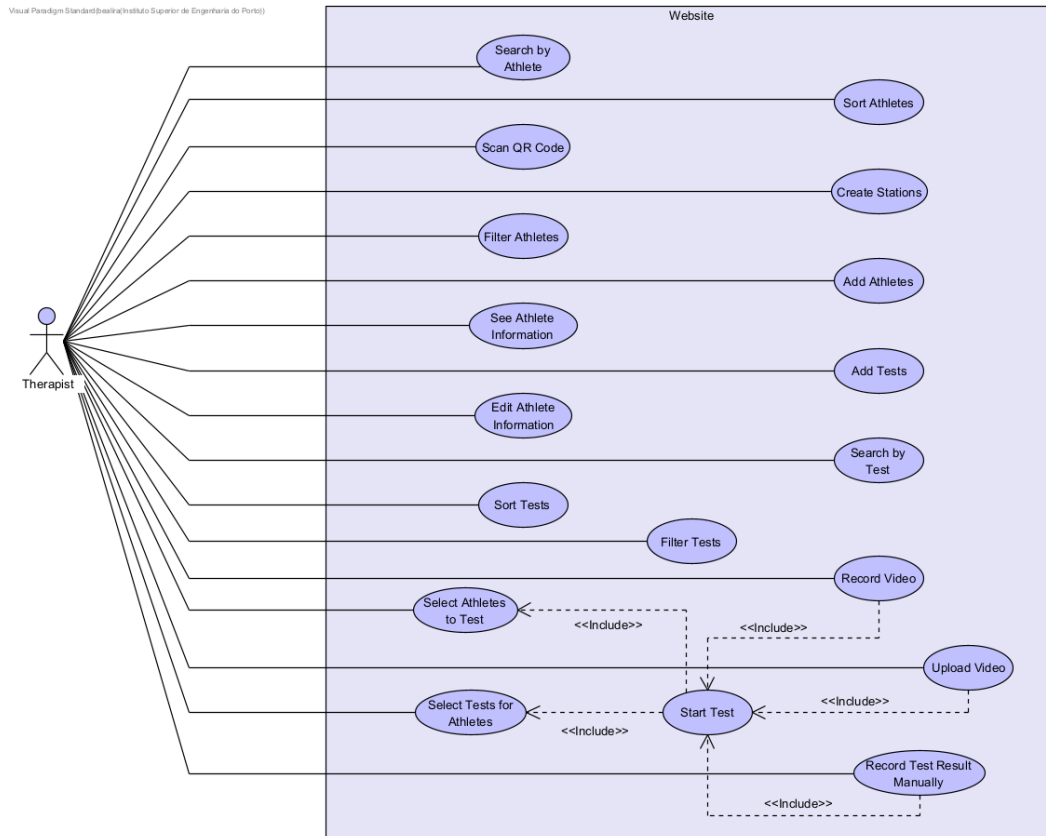 Visual Paradigm Standard(bealira(Instituto Superior de Engenharia do Porto))
Website
Search by
Athlete
Sort Athletes
Scan QR Code
Create Stations
Filter Athletes
Add Athletes
See Athlete
Information
Therapist
Add Tests
Edit Athlete
Information
Search by
Test
Sort Tests
Filter Tests
Record Video
Select Athletes
to Test
<<Include>>
<<Include>>
Upload Video
Select Tests for
Athletes
Start Test
<<Include>>
<<Include>>
Record Test Result
Manually
<<Include>>